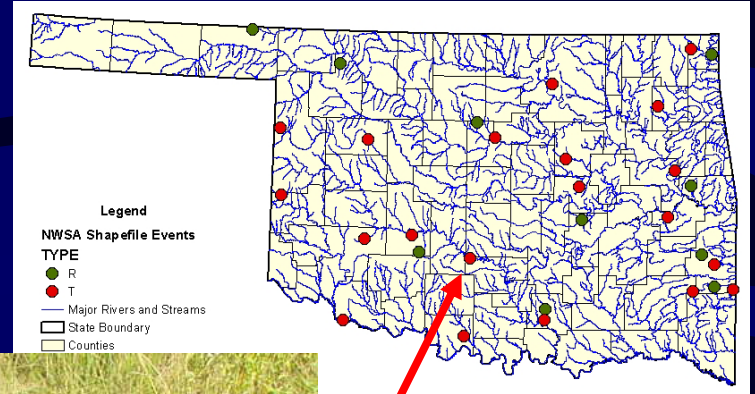 Legend
NWSA Shapefile Events
TYPE
R
T
Major Rivers and Streams
State Boundary
Counties